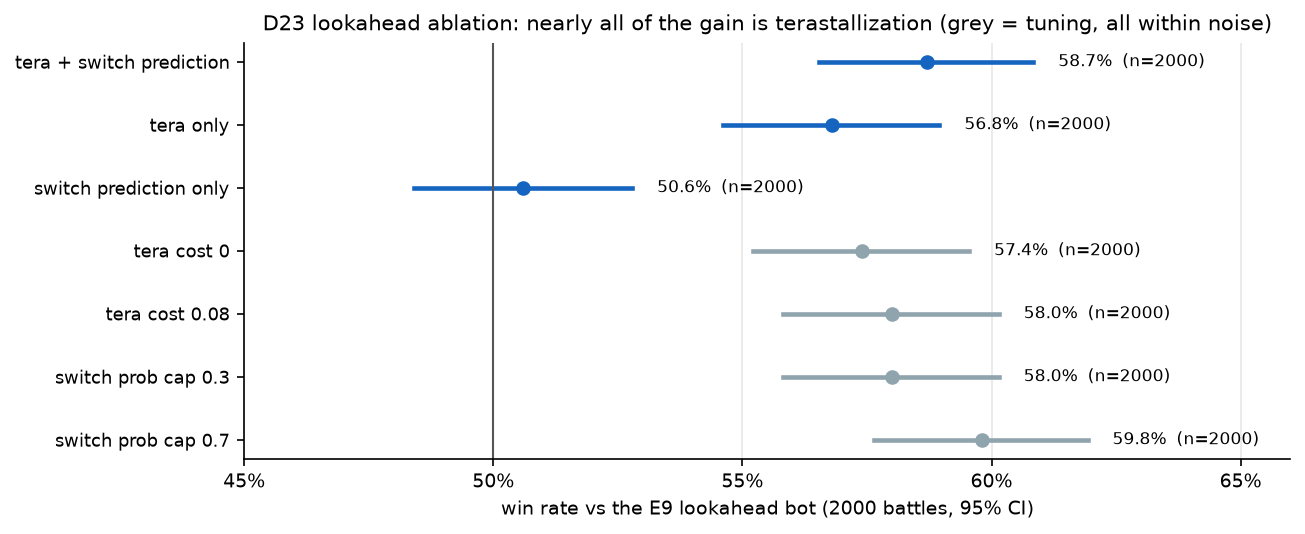 D23 lookahead ablation: nearly all of the gain is terastallization (grey = tuning, all within noise)
tera + switch prediction
58.7% (n=2000)
tera only
56.8% (n=2000)
switch prediction only
50.6% (n=2000)
tera cost 0
57.4% (n=2000)
tera cost 0.08
58.0% (n=2000)
switch prob cap 0.3
58.0% (n=2000)
switch prob cap 0.7
59.8% (n=2000)
45% 50% 55% 60% 65%
win rate vs the E9 lookahead bot (2000 battles, 95% CI)